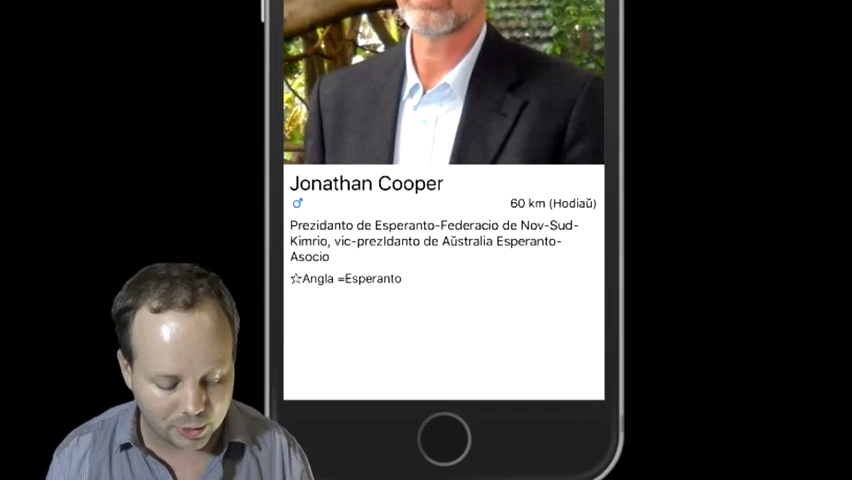 Jonathan Cooper
♂ 60 km (Hodiaŭ)
Prezidanto de Esperanto-Federacio de Nov-Sud-
Kimrio, vic-prezIdanto de Aŭstralia Esperanto-
Asocio
☆Angla =Esperanto